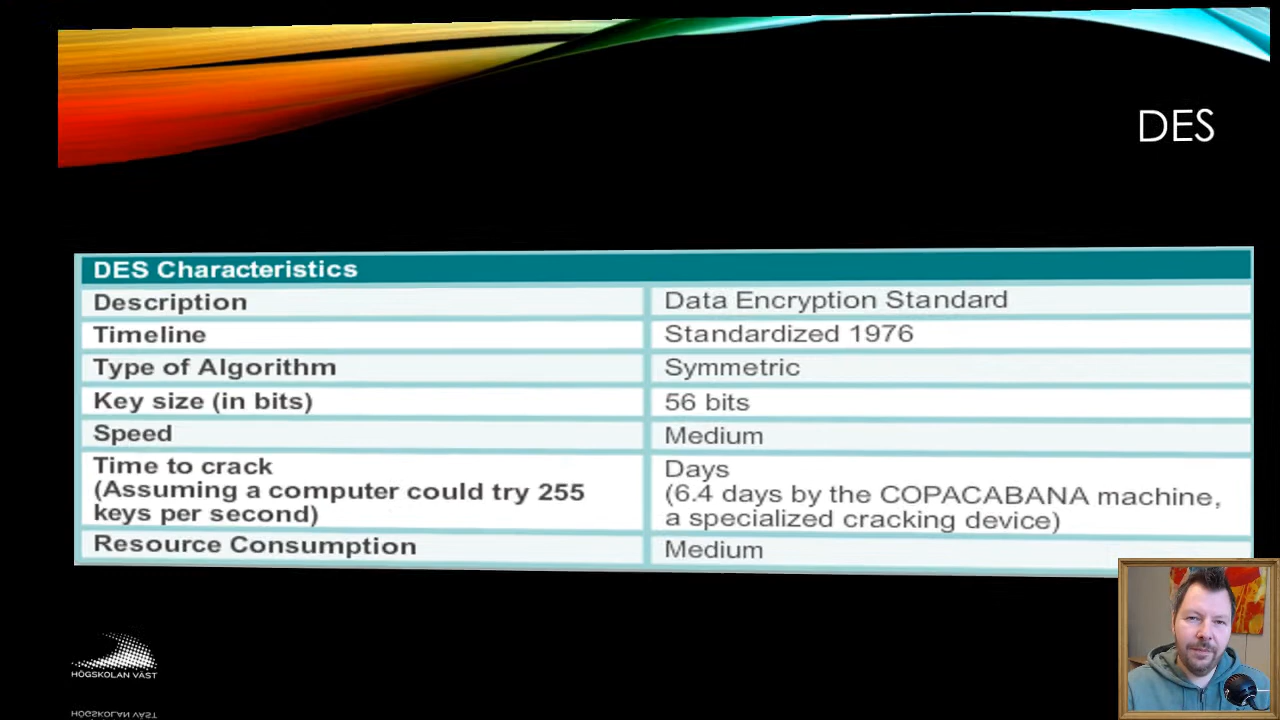 DES
DES Characteristics
Description
Data Encryption Standard
Timeline
Standardized 1976
Type of Algorithm
Symmetric
Key size (in bits)
56 bits
Speed
Medium
Time to crack
(Assuming a computer could try 255
keys per second)
Days
(6.4 days by the COPACABANA machine,
a specialized cracking device)
Resource Consumption
Medium
HÖGSKOLAN VÄST